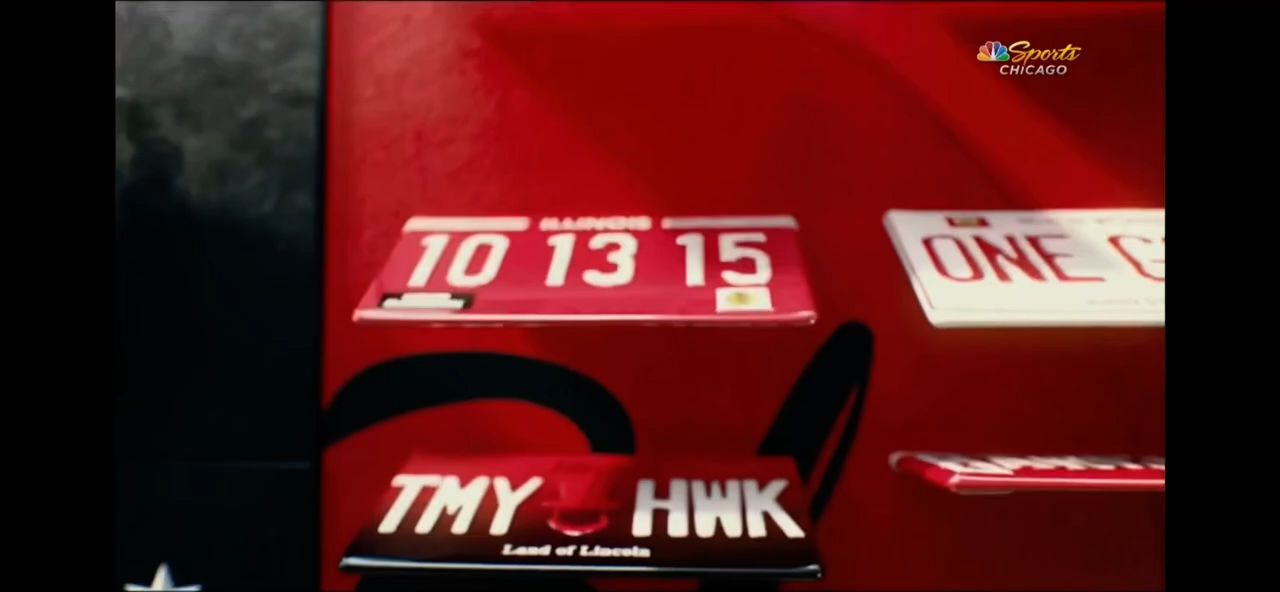 Sports
CHICAGO
ILLINOIS
10 13 15
ONE G
TMY HWK
Land of Lincoln